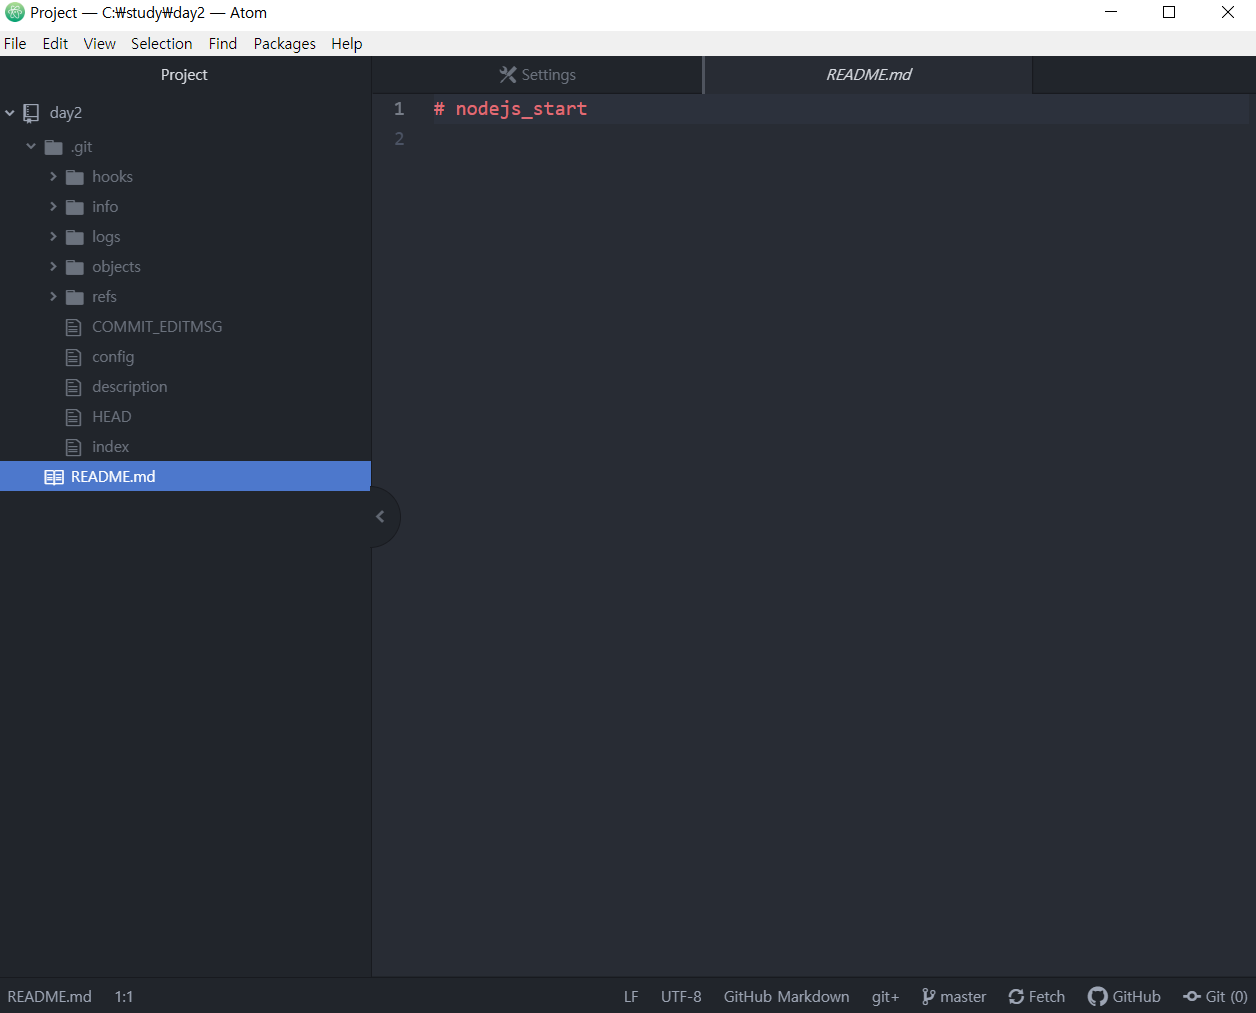 Project — C:₩study₩day2 — Atom
File Edit View Selection Find Packages Help
Project
Settings
README.md
day2
.git
hooks
info
logs
objects
refs
COMMIT_EDITMSG
config
description
HEAD
index
README.md
1 # nodejs_start
2
README.md 1:1 LF UTF-8 GitHub Markdown git+ master Fetch GitHub Git (0)